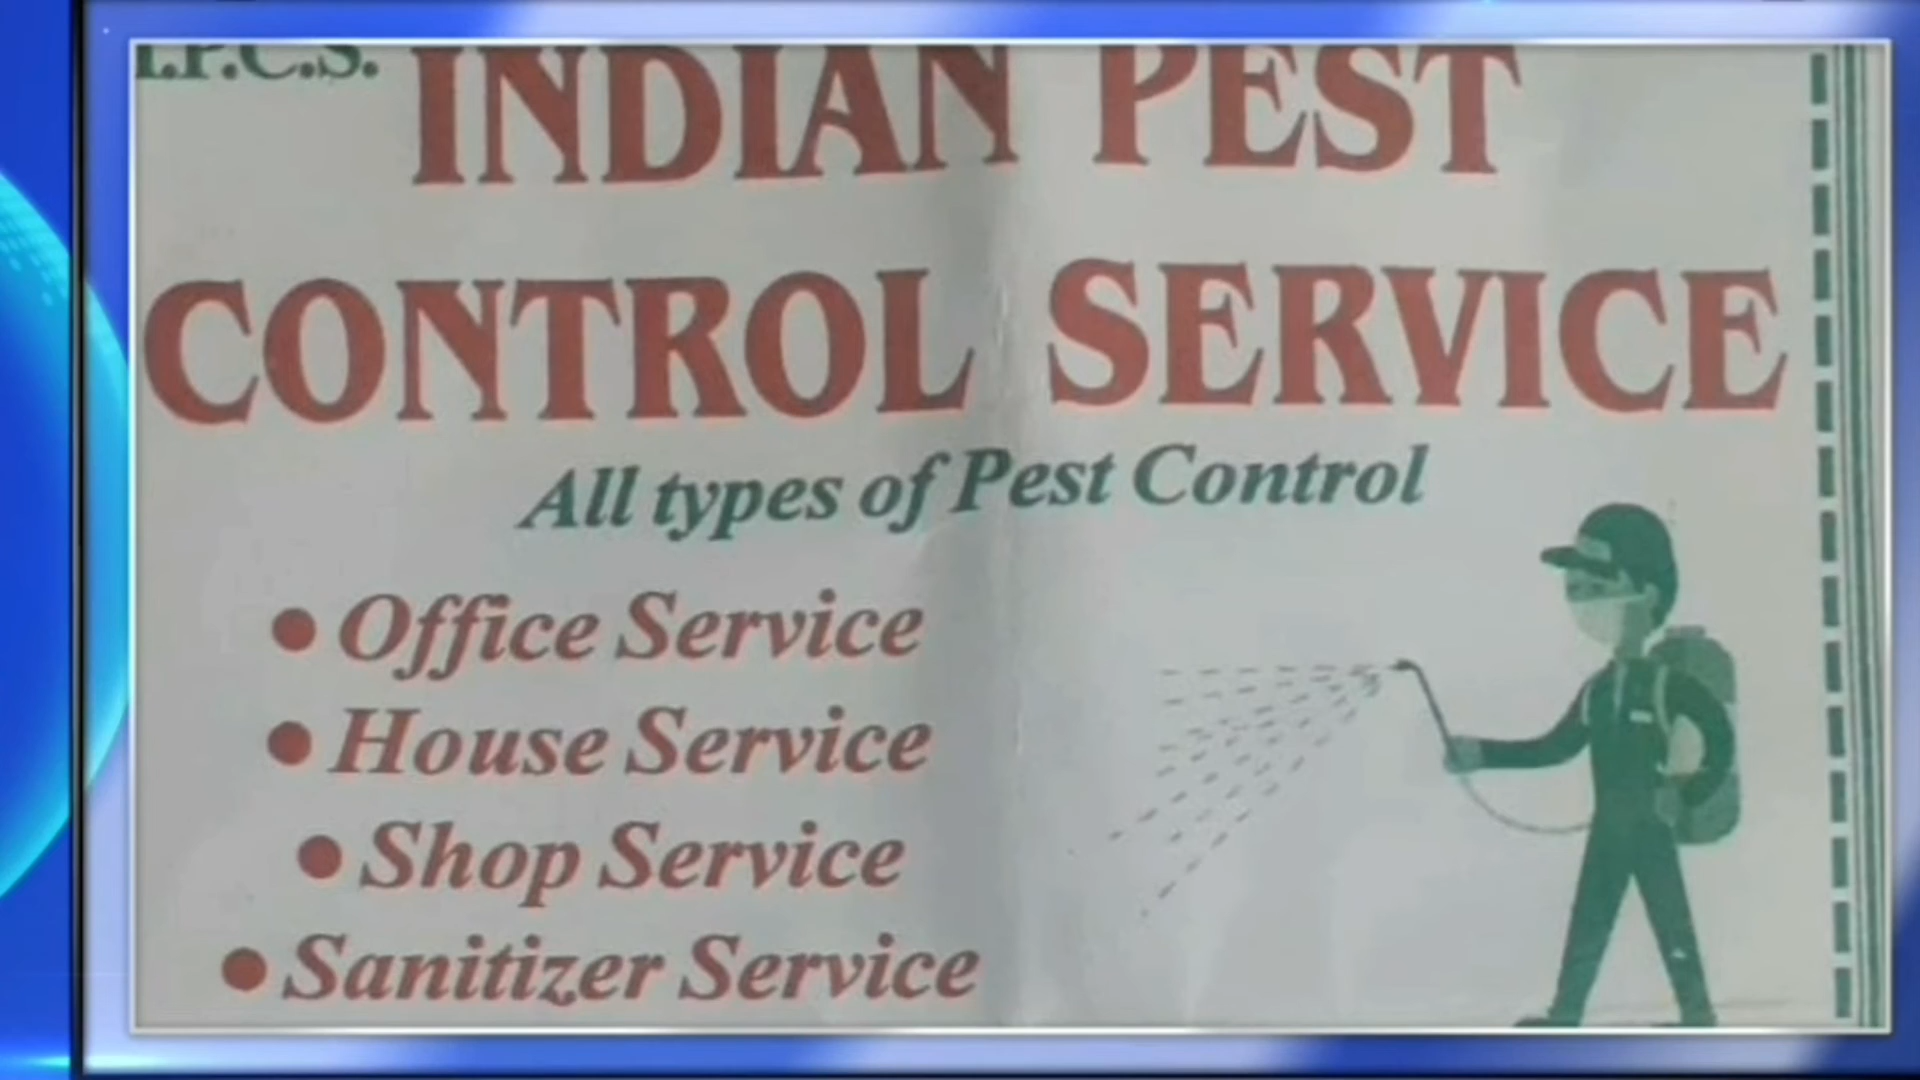 I.P.C.S.
INDIAN PEST
CONTROL SERVICE
All types of Pest Control
• Office Service
• House Service
• Shop Service
• Sanitizer Service